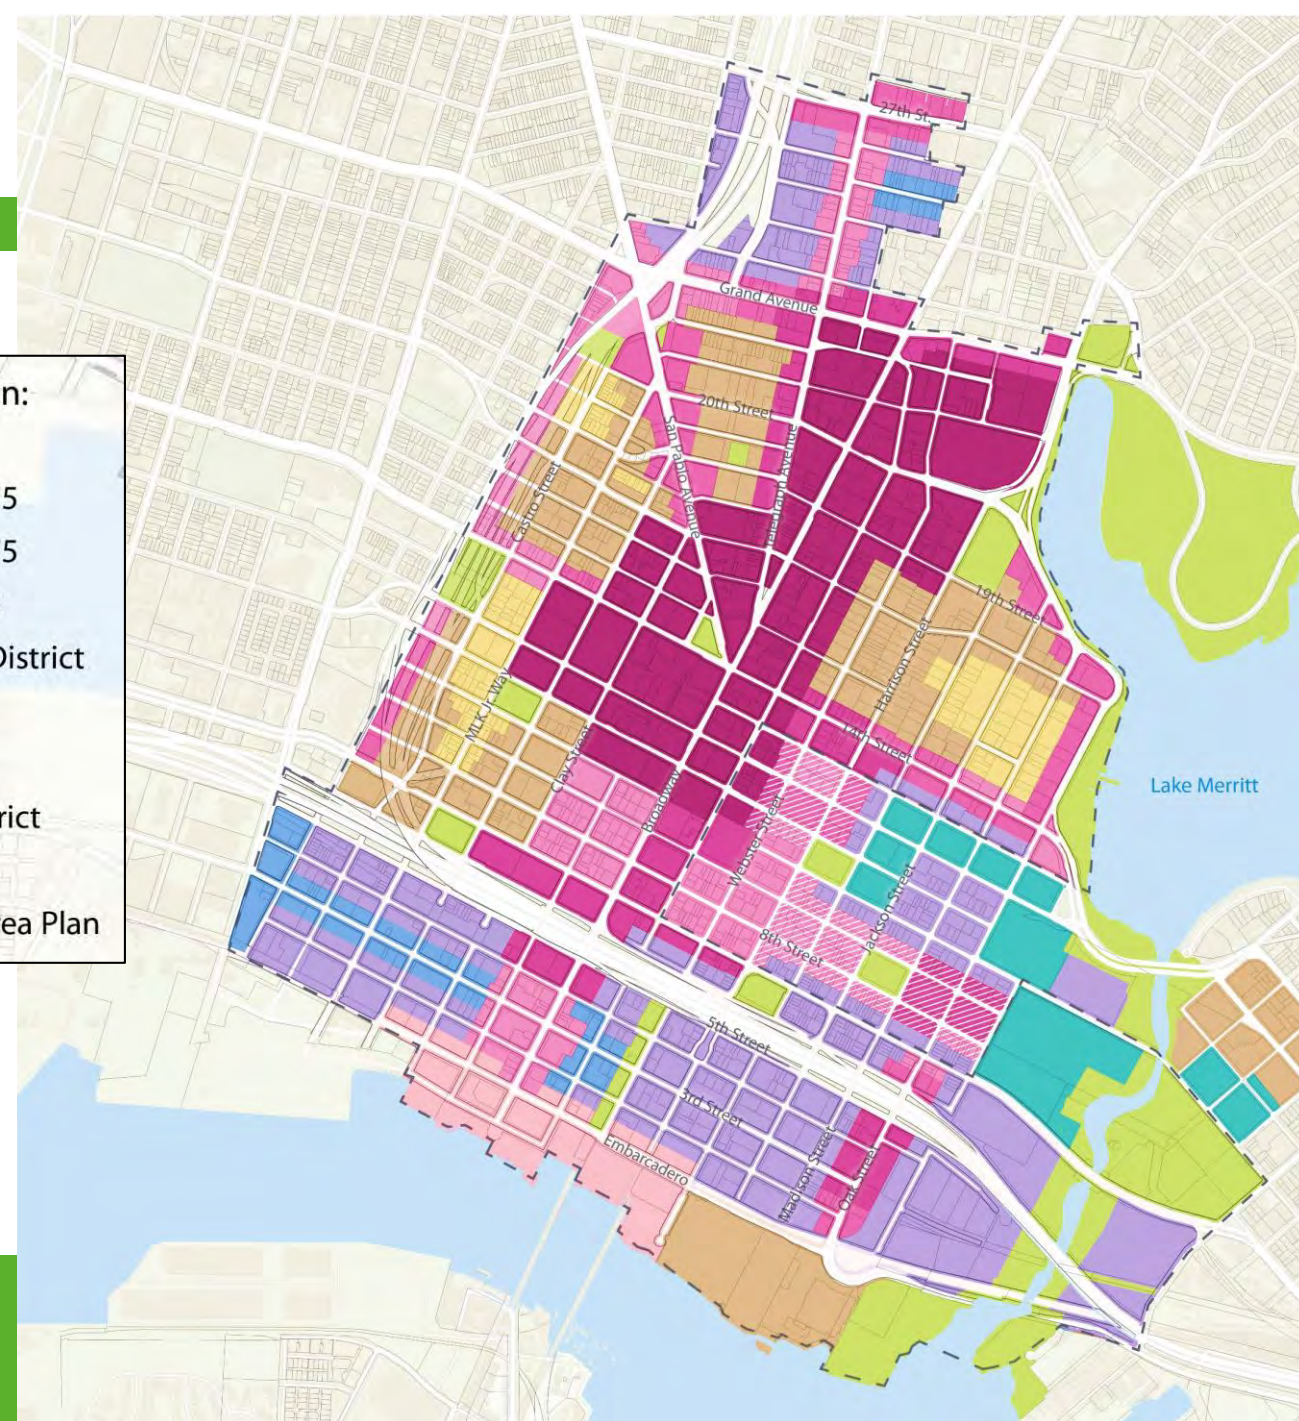 n:
5
5
District
rict
ea Plan
27th St.
Grand Avenue
20th Street
San Pablo Avenue
Telegraph Avenue
Castro Street
19th Street
Harrison Street
MLK Jr Way
14th Street
Clay Street
Broadway
Webster Street
Lake Merritt
Jackson Street
8th Street
5th Street
3rd Street
Embarcadero
Madison Street
Oak Street